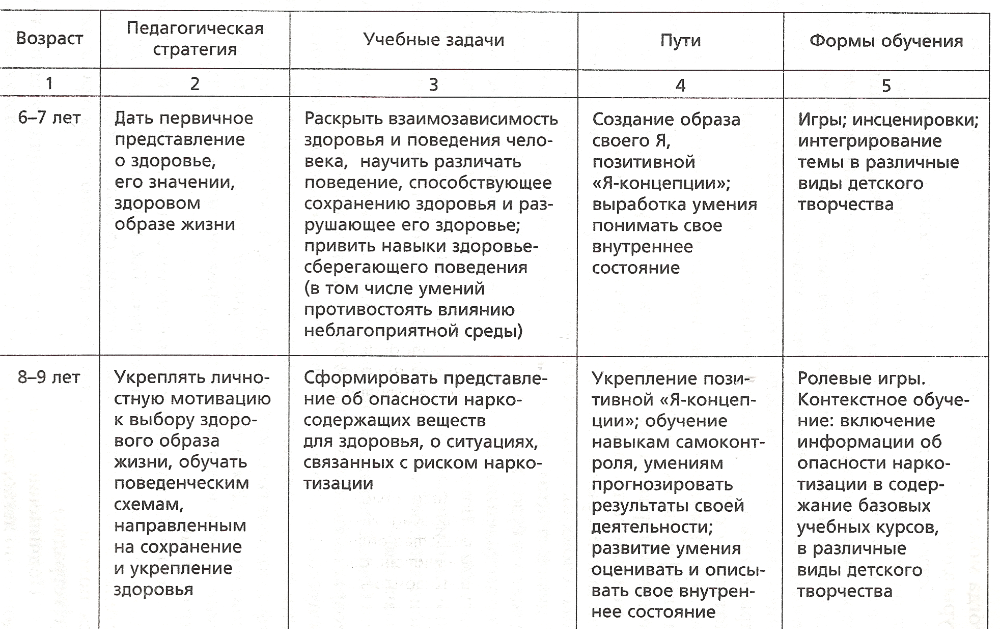 Возраст
Педагогическая
стратегия
Учебные задачи
Пути
Формы обучения
1
2
3
4
5
6–7 лет
Дать первичное
представление
о здоровье,
его значении,
здоровом
образе жизни
Раскрыть взаимозависимость
здоровья и поведения чело-
века, научить различать
поведение, способствующее
сохранению здоровья и раз-
рушающее его здоровье;
привить навыки здоровье-
сберегающего поведения
(в том числе умений
противостоять влиянию
неблагоприятной среды)
Создание образа
своего Я,
позитивной
«Я-концепции»;
выработка умения
понимать свое
внутреннее
состояние
Игры; инсценировки;
интегрирование
темы в различные
виды детского
творчества
8–9 лет
Укреплять лично-
стную мотивацию
к выбору здоро-
вого образа
жизни, обучать
поведенческим
схемам,
направленным
на сохранение
и укрепление
здоровья
Сформировать представле-
ние об опасности нарко-
содержащих веществ
для здоровья, о ситуациях,
связанных с риском нарко-
тизации
Укрепление пози-
тивной «Я-концеп-
ции»; обучение
навыкам самоконт-
роля, умениям
прогнозировать
результаты своей
деятельности;
развитие умения
оценивать и описы-
вать свое внутрен-
нее состояние
Ролевые игры.
Контекстное обуче-
ние: включение
информации об
опасности нарко-
тизации в содер-
жание базовых
учебных курсов,
в различные
виды детского
творчества